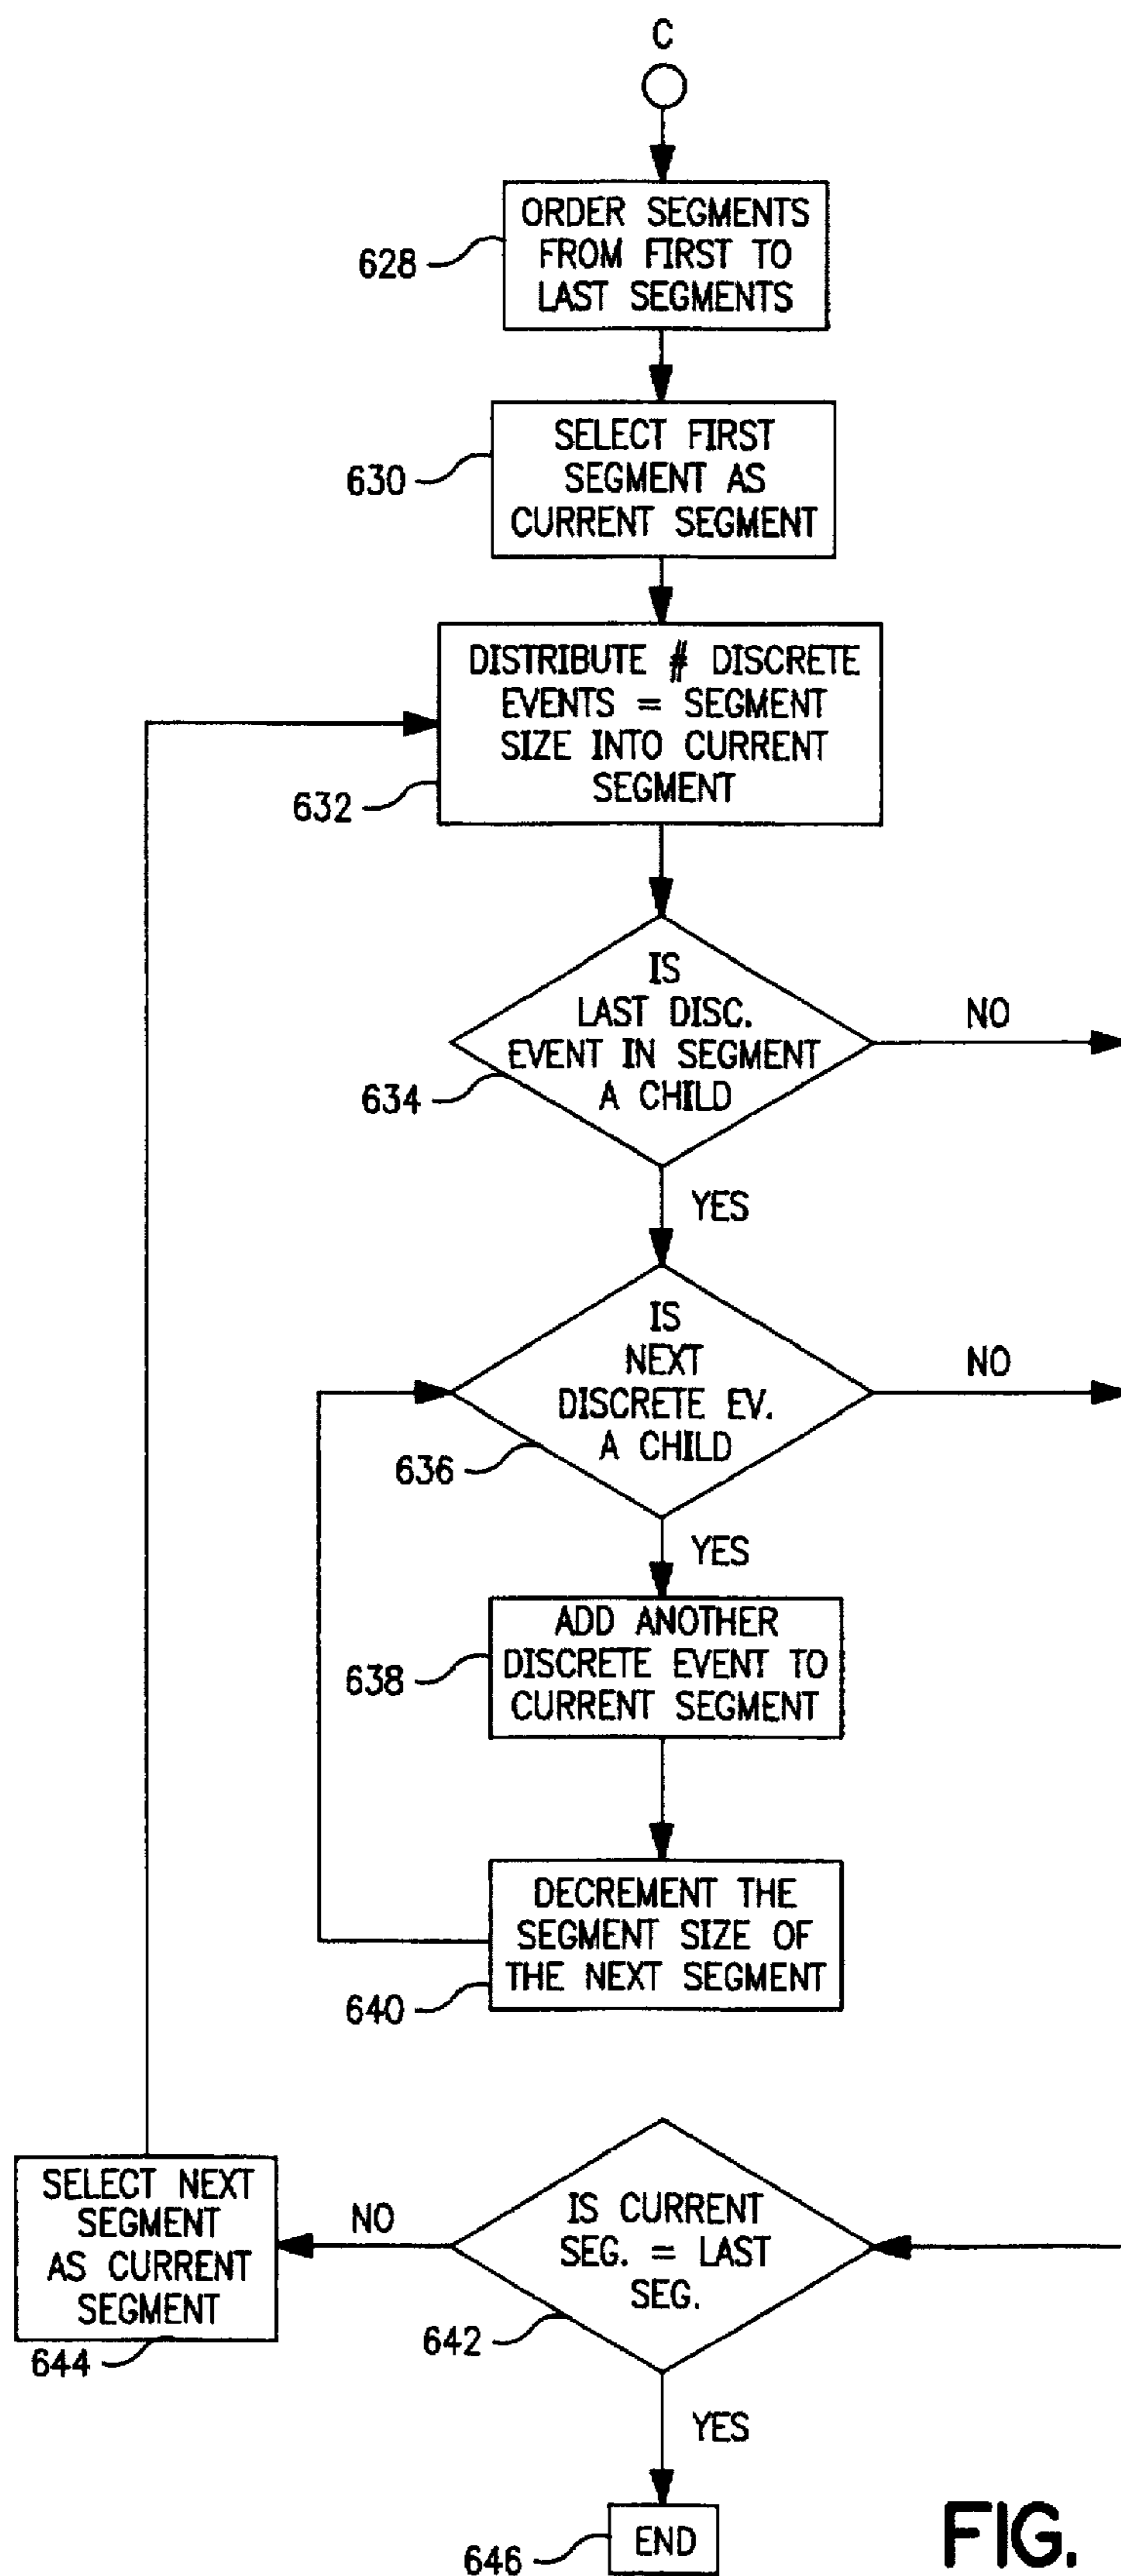 C
ORDER SEGMENTS
FROM FIRST TO
LAST SEGMENTS
628
SELECT FIRST
SEGMENT AS
CURRENT SEGMENT
630
DISTRIBUTE # DISCRETE
EVENTS = SEGMENT
SIZE INTO CURRENT
SEGMENT
632
IS
LAST DISC.
EVENT IN SEGMENT
A CHILD
634
NO
YES
IS
NEXT
DISCRETE EV.
A CHILD
636
NO
YES
ADD ANOTHER
DISCRETE EVENT TO
CURRENT SEGMENT
638
DECREMENT THE
SEGMENT SIZE OF
THE NEXT SEGMENT
640
SELECT NEXT
SEGMENT
AS CURRENT
SEGMENT
644
NO
IS CURRENT
SEG. = LAST
SEG.
642
YES
END
646
FIG.